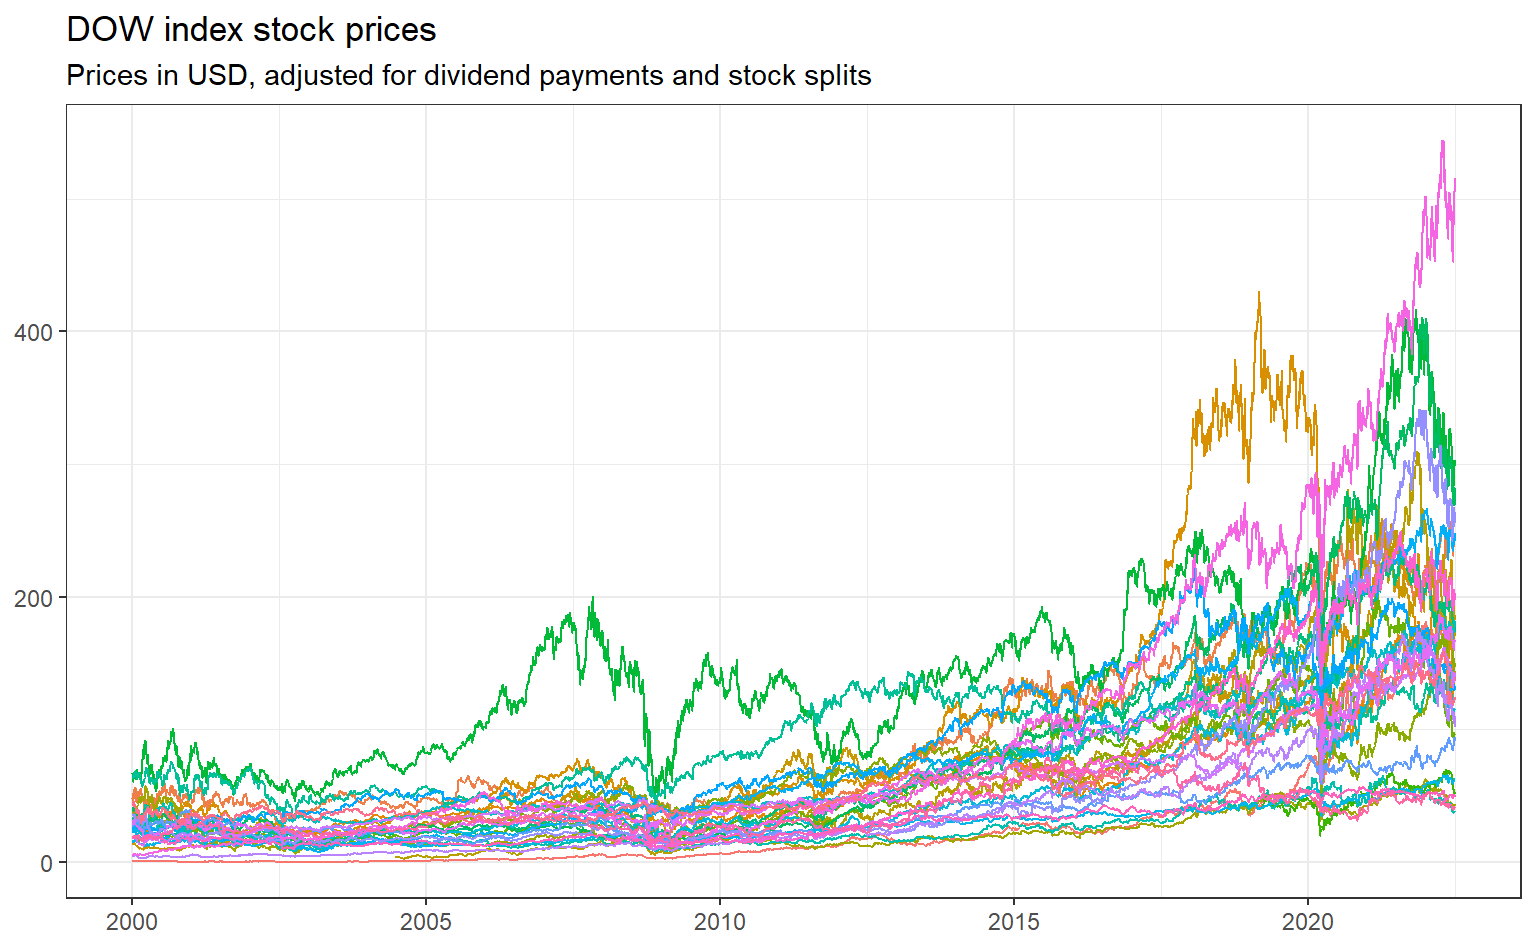 DOW index stock prices
Prices in USD, adjusted for dividend payments and stock splits
400
200
0
2000 2005 2010 2015 2020